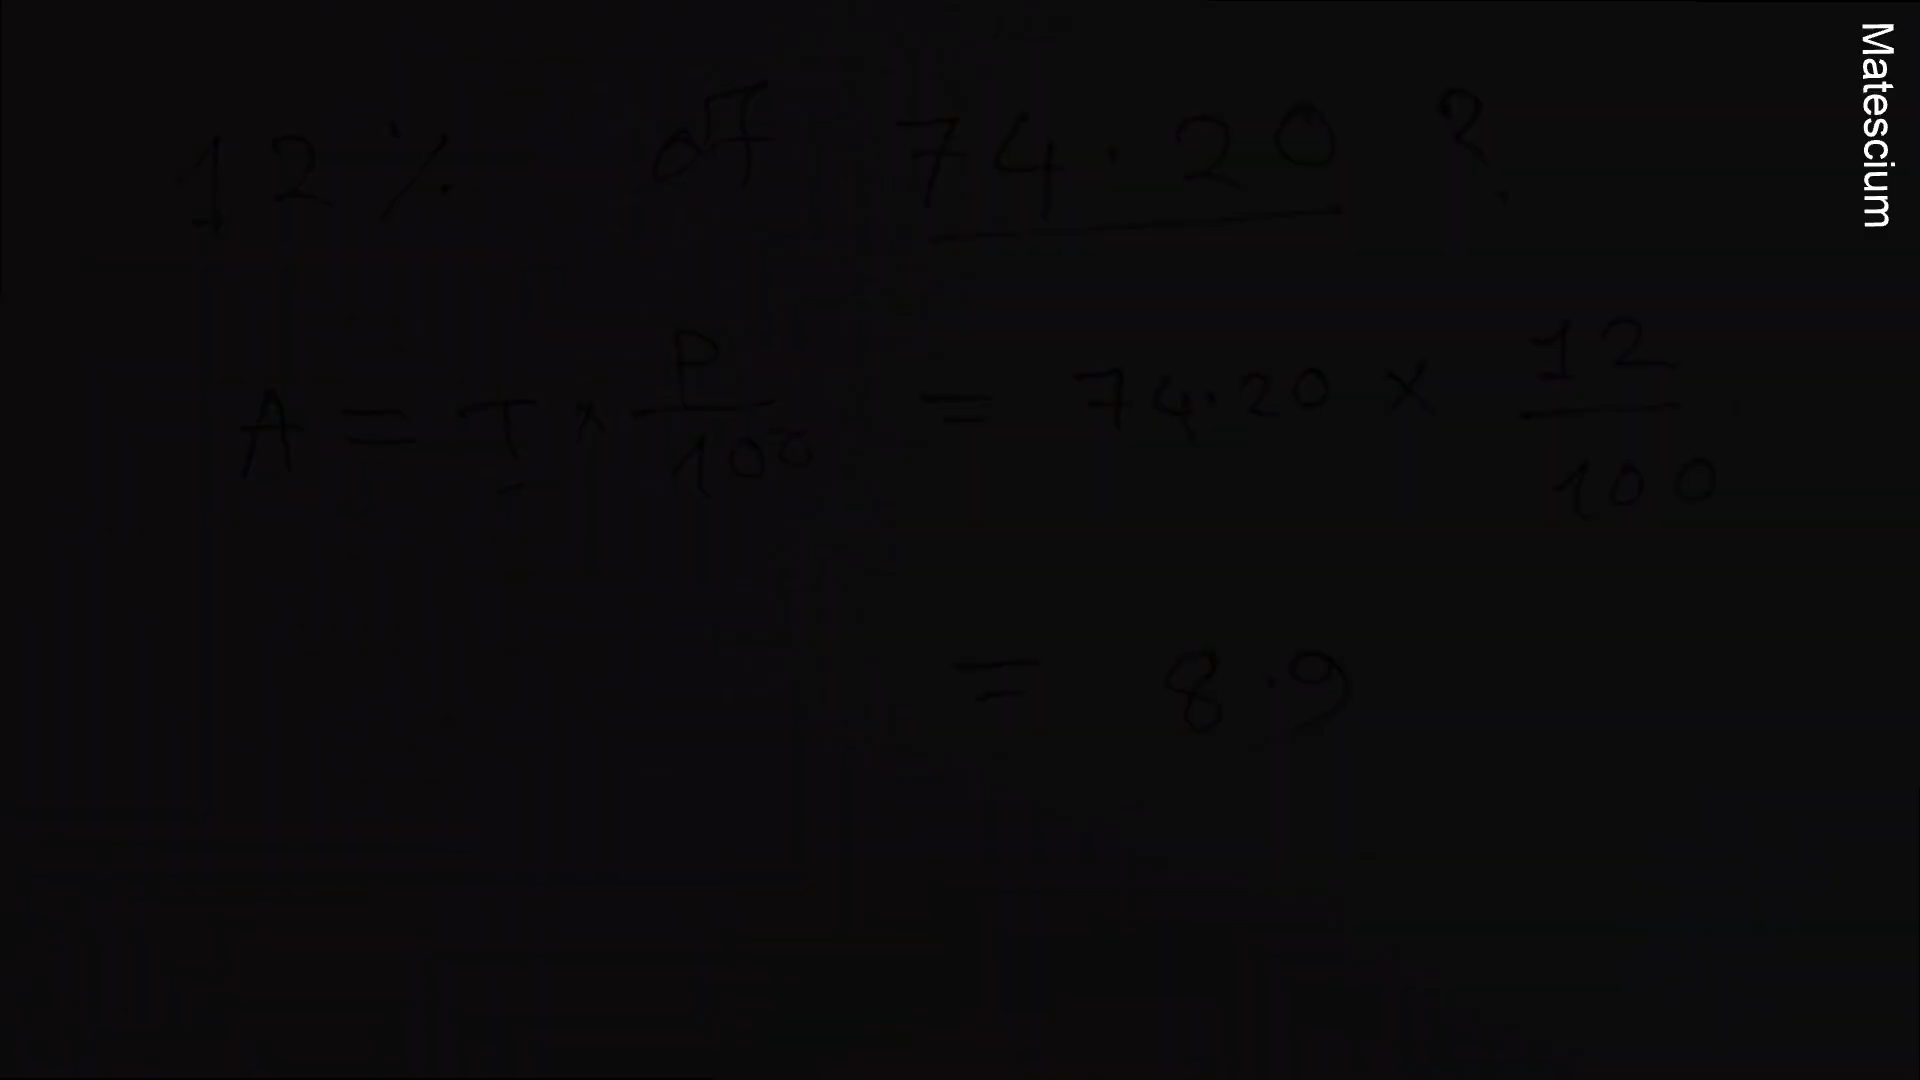 12% of 74.20 ?
A = T x P/100 = 74.20 x 12/100
= 8.9
Matescium